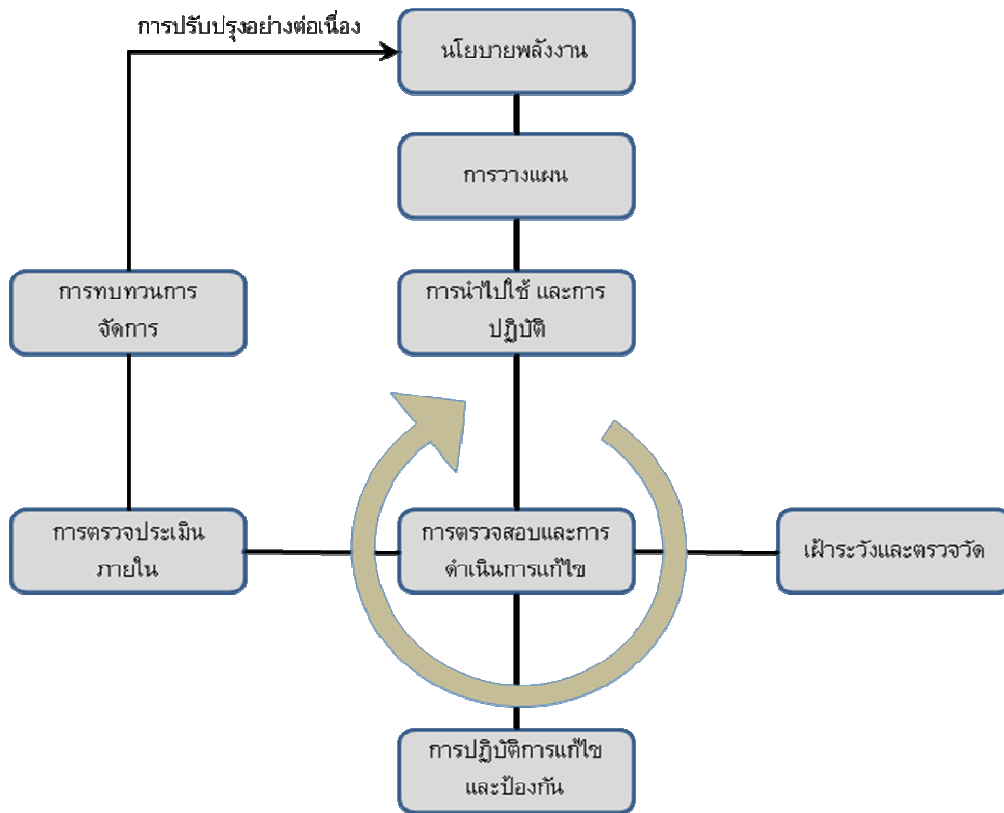 การปรับปรุงอย่างต่อเนื่อง
นโยบายพลังงาน
การวางแผน
การทบทวนการ
จัดการ
การนำไปใช้ และการ
ปฏิบัติ
การตรวจประเมิน
ภายใน
การตรวจสอบและการ
ดำเนินการแก้ไข
เฝ้าระวังและตรวจวัด
การปฏิบัติการแก้ไข
และป้องกัน